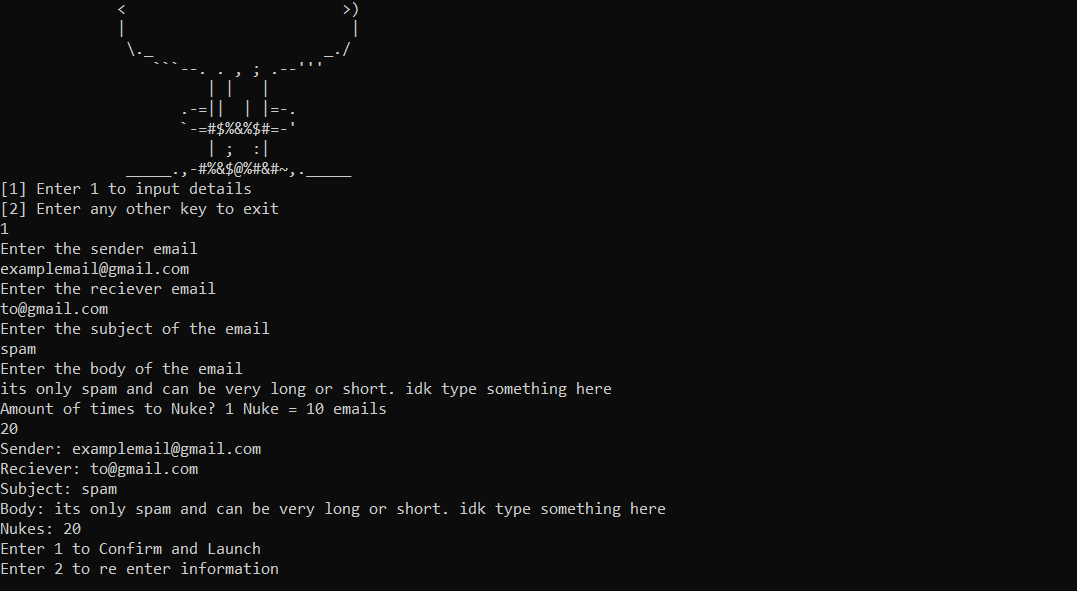 <                        >)
            |                         |
             \._                   _./
                ```--. . , ; .--'''
                      | |   |
                   .-=||  | |=-.
                   `-=#$%&%$#=-'
                      | ;  :|
             _____.,-#%&$@%#&#~,._____
[1] Enter 1 to input details
[2] Enter any other key to exit
1
Enter the sender email
examplemail@gmail.com
Enter the reciever email
to@gmail.com
Enter the subject of the email
spam
Enter the body of the email
its only spam and can be very long or short. idk type something here
Amount of times to Nuke? 1 Nuke = 10 emails
20
Sender: examplemail@gmail.com
Reciever: to@gmail.com
Subject: spam
Body: its only spam and can be very long or short. idk type something here
Nukes: 20
Enter 1 to Confirm and Launch
Enter 2 to re enter information